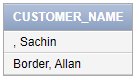 CUSTOMER_NAME
, Sachin
Border, Allan